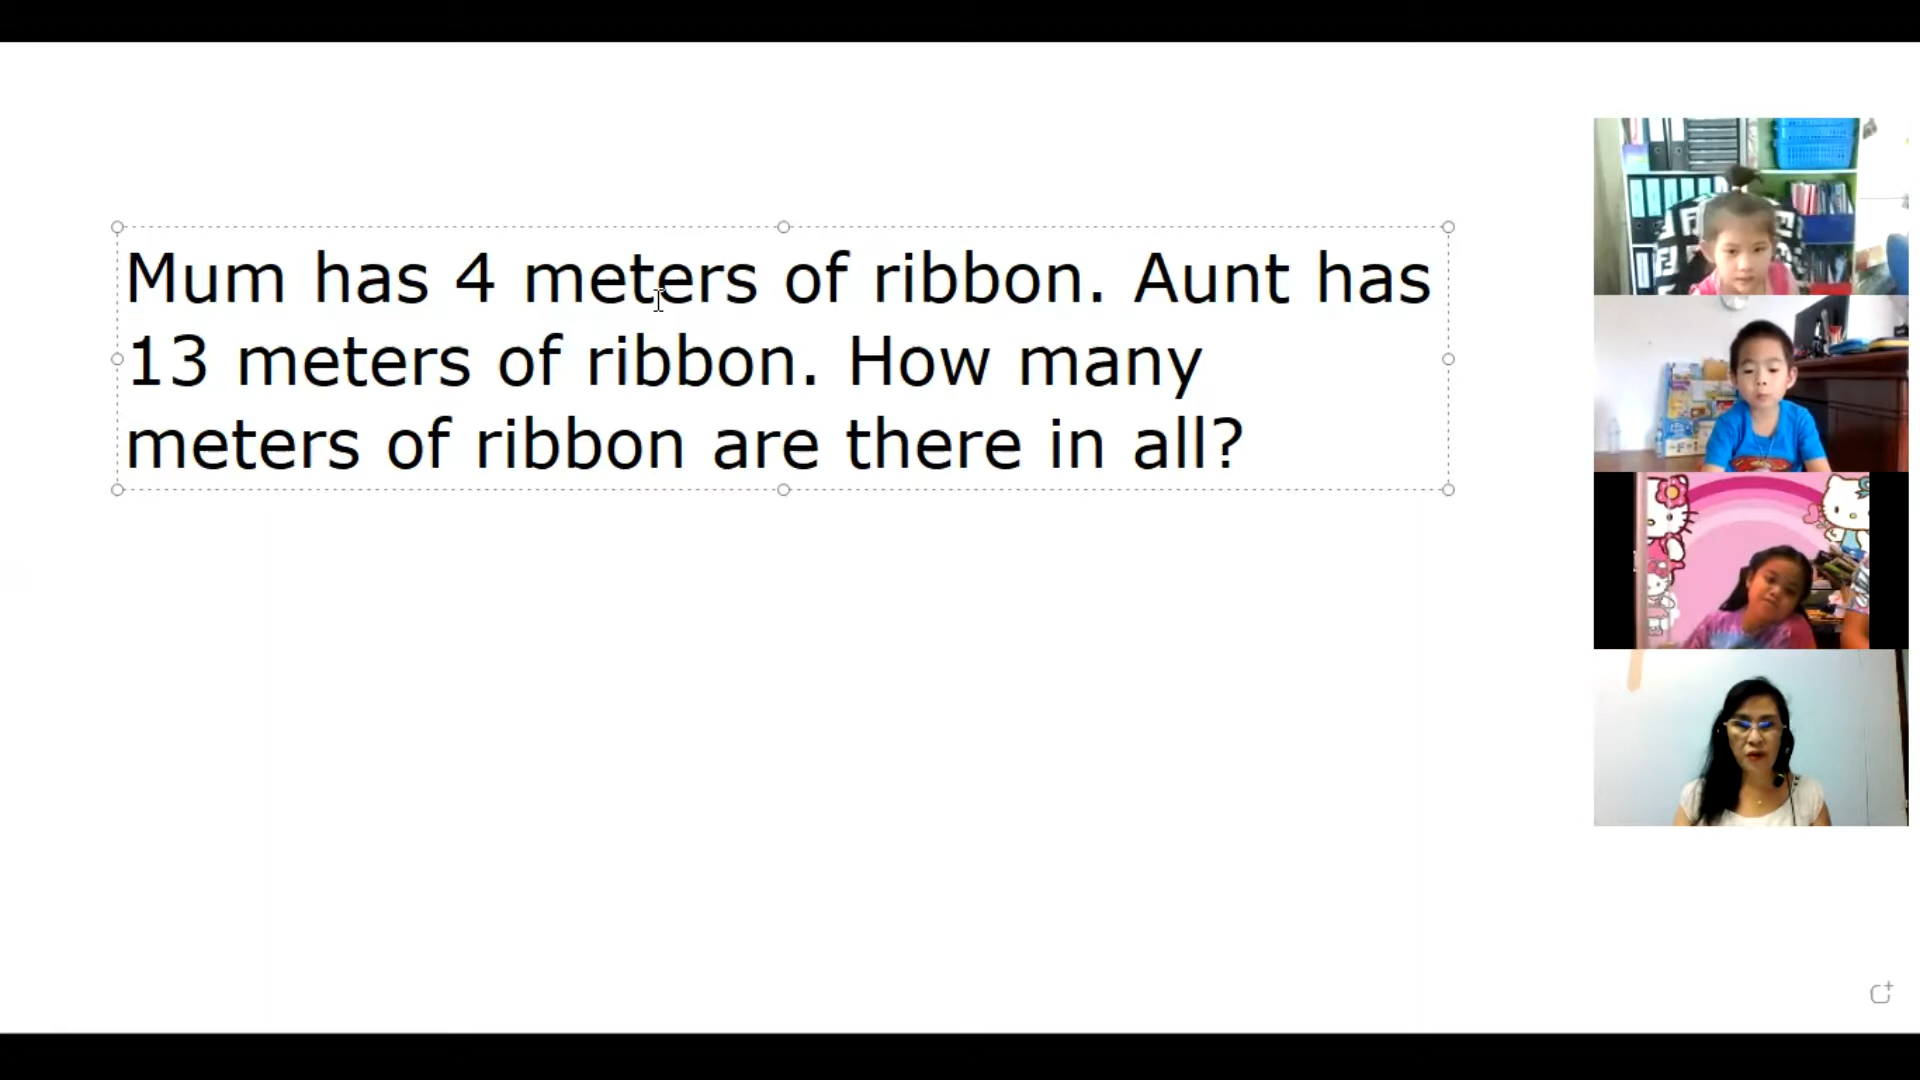 Mum has 4 meters of ribbon. Aunt has
13 meters of ribbon. How many
meters of ribbon are there in all?